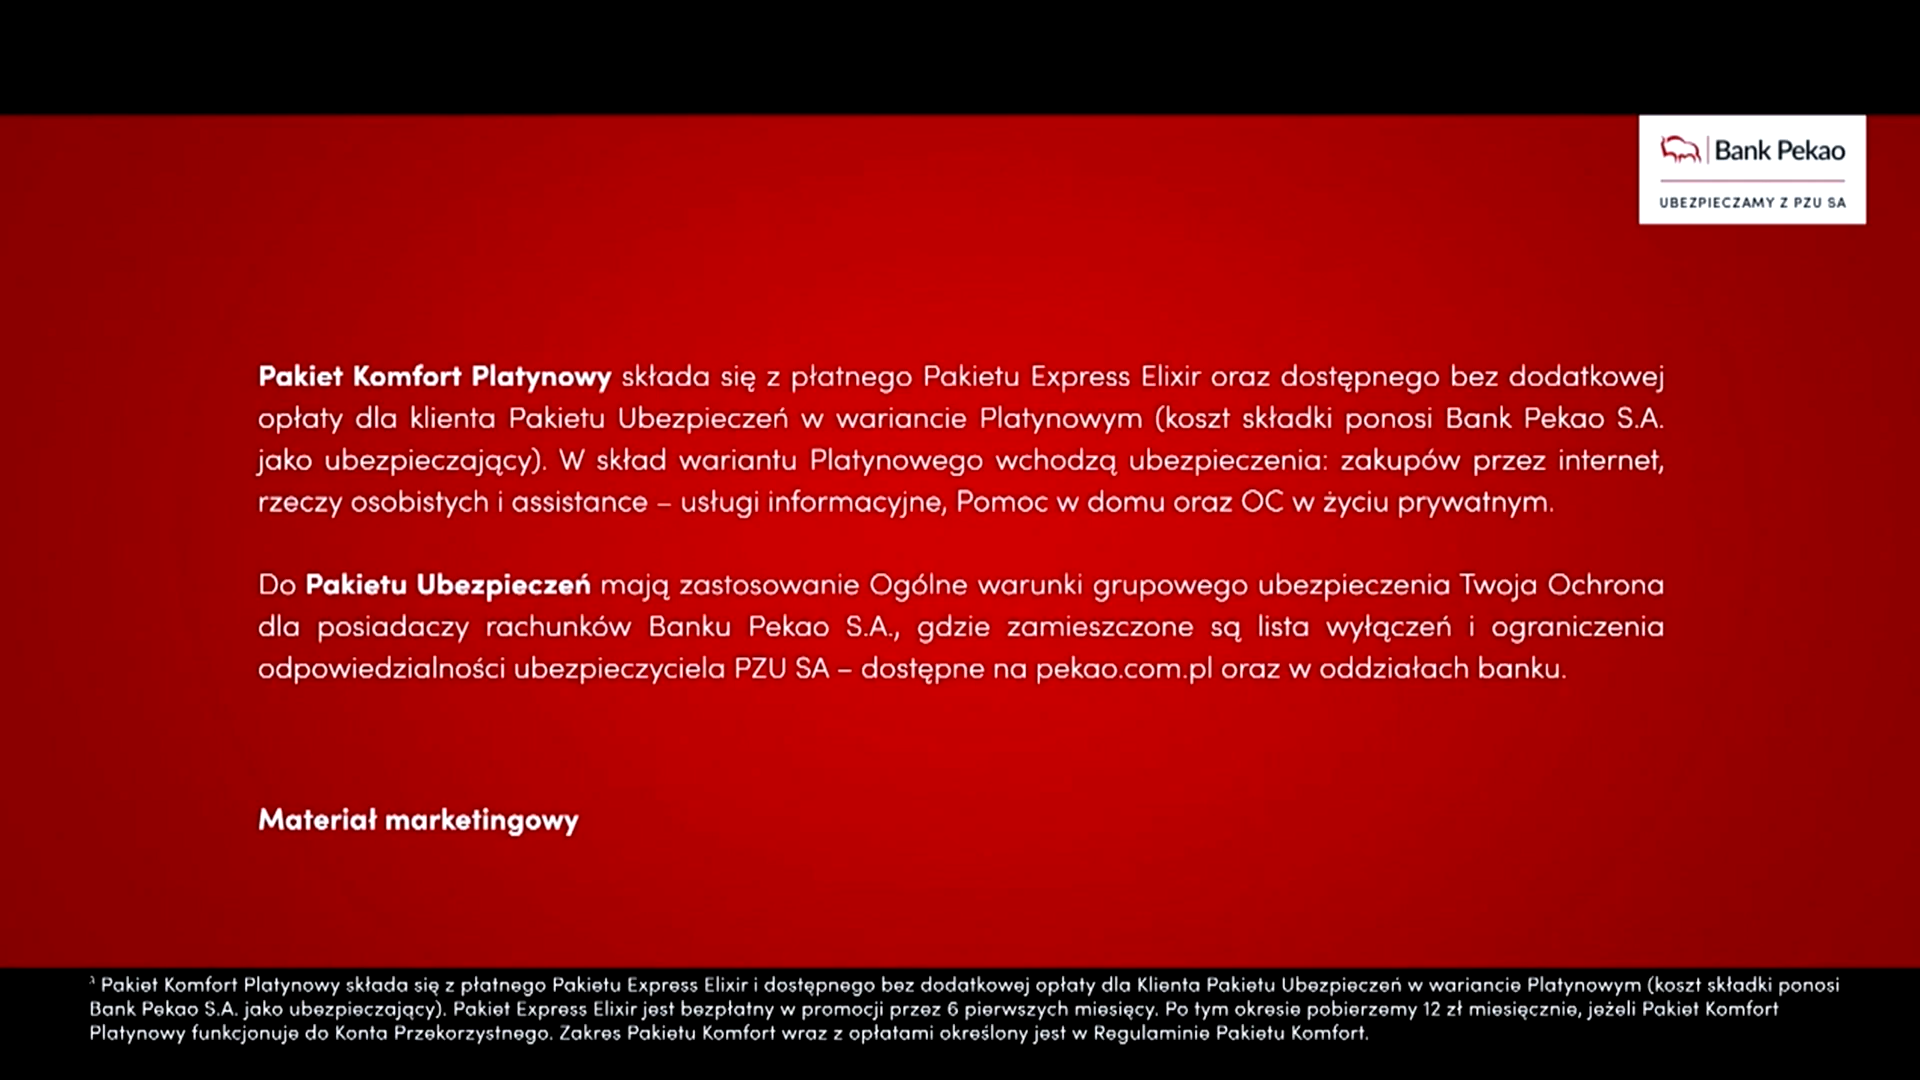 Bank Pekao
UBEZPIECZAMY Z PZU SA
Pakiet Komfort Platynowy składa się z płatnego Pakietu Express Elixir oraz dostępnego bez dodatkowej
opłaty dla klienta Pakietu Ubezpieczeń w wariancie Platynowym (koszt składki ponosi Bank Pekao S.A.
jako ubezpieczający). W skład wariantu Platynowego wchodzą ubezpieczenia: zakupów przez internet,
rzeczy osobistych i assistance – usługi informacyjne, Pomoc w domu oraz OC w życiu prywatnym.
Do Pakietu Ubezpieczeń mają zastosowanie Ogólne warunki grupowego ubezpieczenia Twoja Ochrona
dla posiadaczy rachunków Banku Pekao S.A., gdzie zamieszczone są lista wyłączeń i ograniczenia
odpowiedzialności ubezpieczyciela PZU SA – dostępne na pekao.com.pl oraz w oddziałach banku.
Materiał marketingowy
Pakiet Komfort Platynowy składa się z płatnego Pakietu Express Elixir i dostępnego bez dodatkowej opłaty dla Klienta Pakietu Ubezpieczeń w wariancie Platynowym (koszt składki ponosi
Bank Pekao S.A. jako ubezpieczający). Pakiet Express Elixir jest bezpłatny w promocji przez 6 pierwszych miesięcy. Po tym okresie pobierzemy 12 zł miesięcznie, jeżeli Pakiet Komfort
Platynowy funkcjonuje do Konta Przekorzystnego. Zakres Pakietu Komfort wraz z opłatami określony jest w Regulaminie Pakietu Komfort.